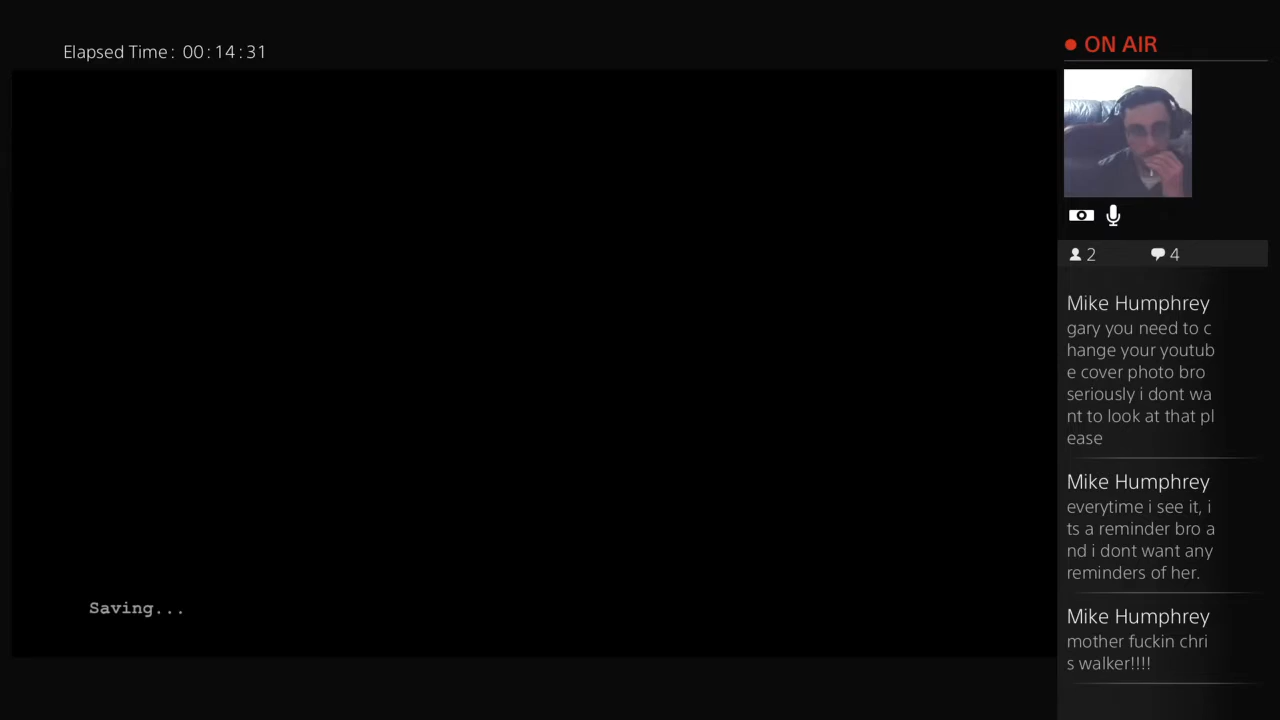 Elapsed Time: 00:14:31
ON AIR
2 4
Mike Humphrey
gary you need to c
hange your youtub
e cover photo bro
seriously i dont wa
nt to look at that pl
ease
Mike Humphrey
everytime i see it, i
ts a reminder bro a
nd i dont want any
reminders of her.
Mike Humphrey
mother fuckin chri
s walker!!!!
Saving...